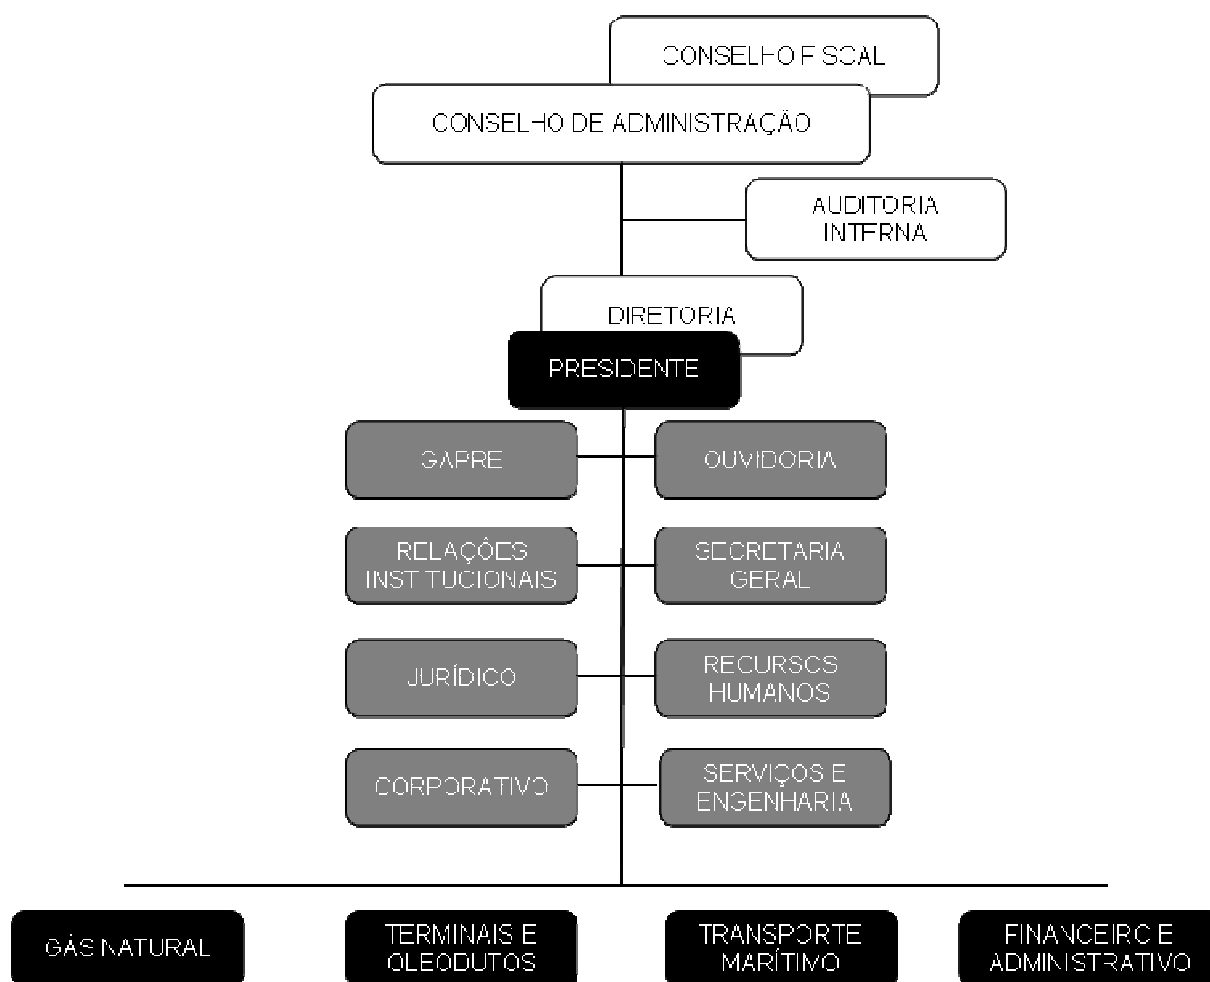 CONSELHO FISCAL
CONSELHO DE ADMINISTRAÇÃO
AUDITORIA
INTERNA
DIRETORIA
PRESIDENTE
GAPRE
OUVIDORIA
RELAÇÕES
INSTITUCIONAIS
SECRETARIA
GERAL
JURÍDICO
RECURSOS
HUMANOS
CORPORATIVO
SERVIÇOS E
ENGENHARIA
GÁS NATURAL
TERMINAIS E
OLEODUTOS
TRANSPORTE
MARÍTIMO
FINANCEIRO E
ADMINISTRATIVO